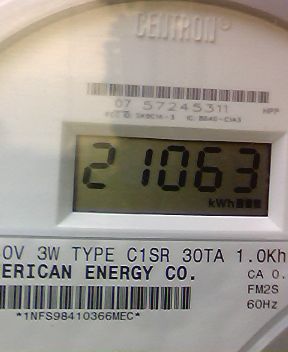 CENTRON®
07 57245311 HPP
21063
kWh
0V 3W TYPE C1SR 30TA 1.0Kh
ERICAN ENERGY CO. CA 0.
FM2S
60Hz
*1NFS98410366MEC*